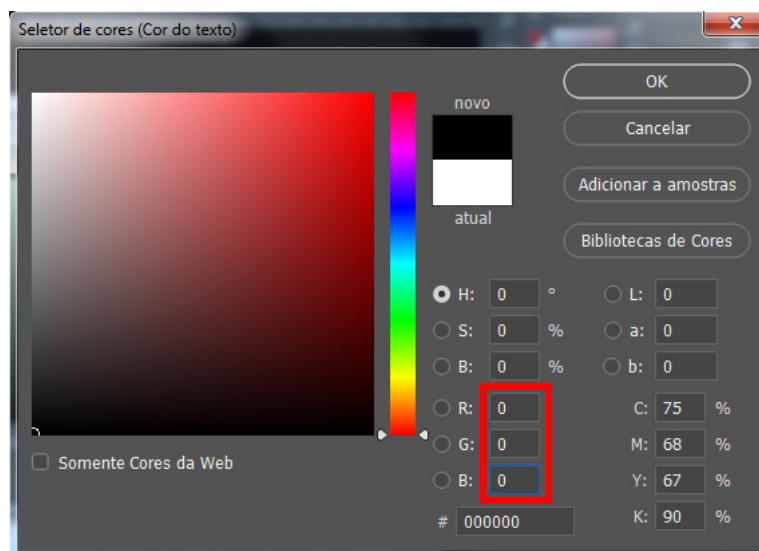 Seletor de cores (Cor do texto)
novo
atual
OK
Cancelar
Adicionar a amostras
Bibliotecas de Cores
H: 0 °
S: 0 %
B: 0 %
R: 0
G: 0
B: 0
# 000000
L: 0
a: 0
b: 0
C: 75 %
M: 68 %
Y: 67 %
K: 90 %
Somente Cores da Web